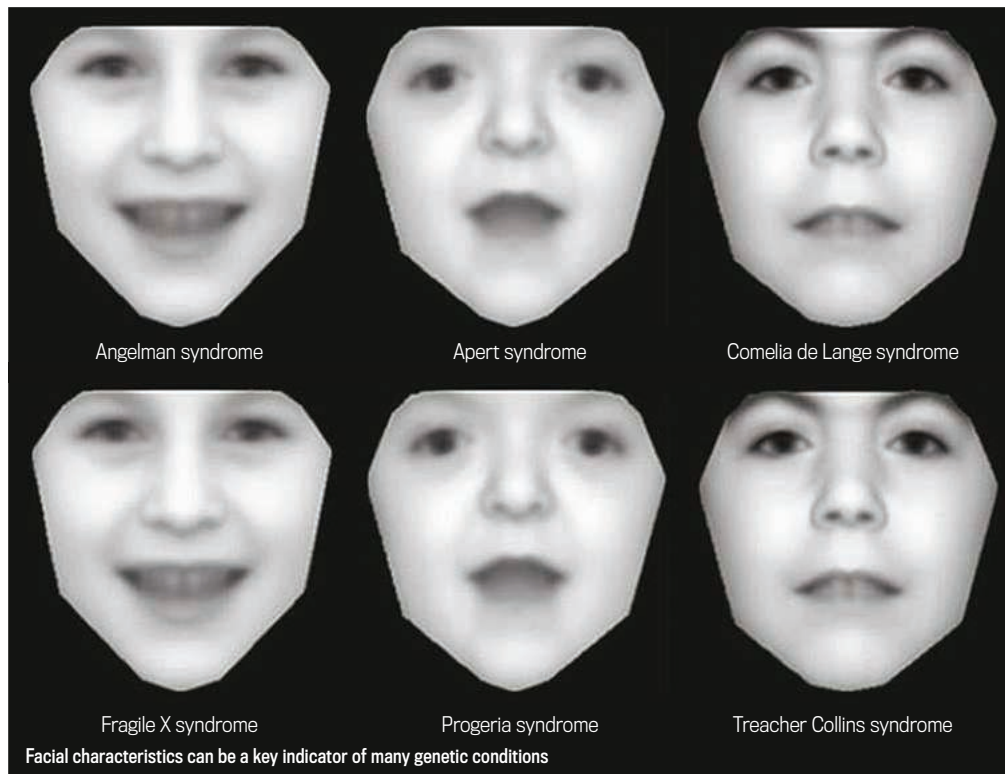 Angelman syndrome
Apert syndrome
Comelia de Lange syndrome
Fragile X syndrome
Progeria syndrome
Treacher Collins syndrome
Facial characteristics can be a key indicator of many genetic conditions